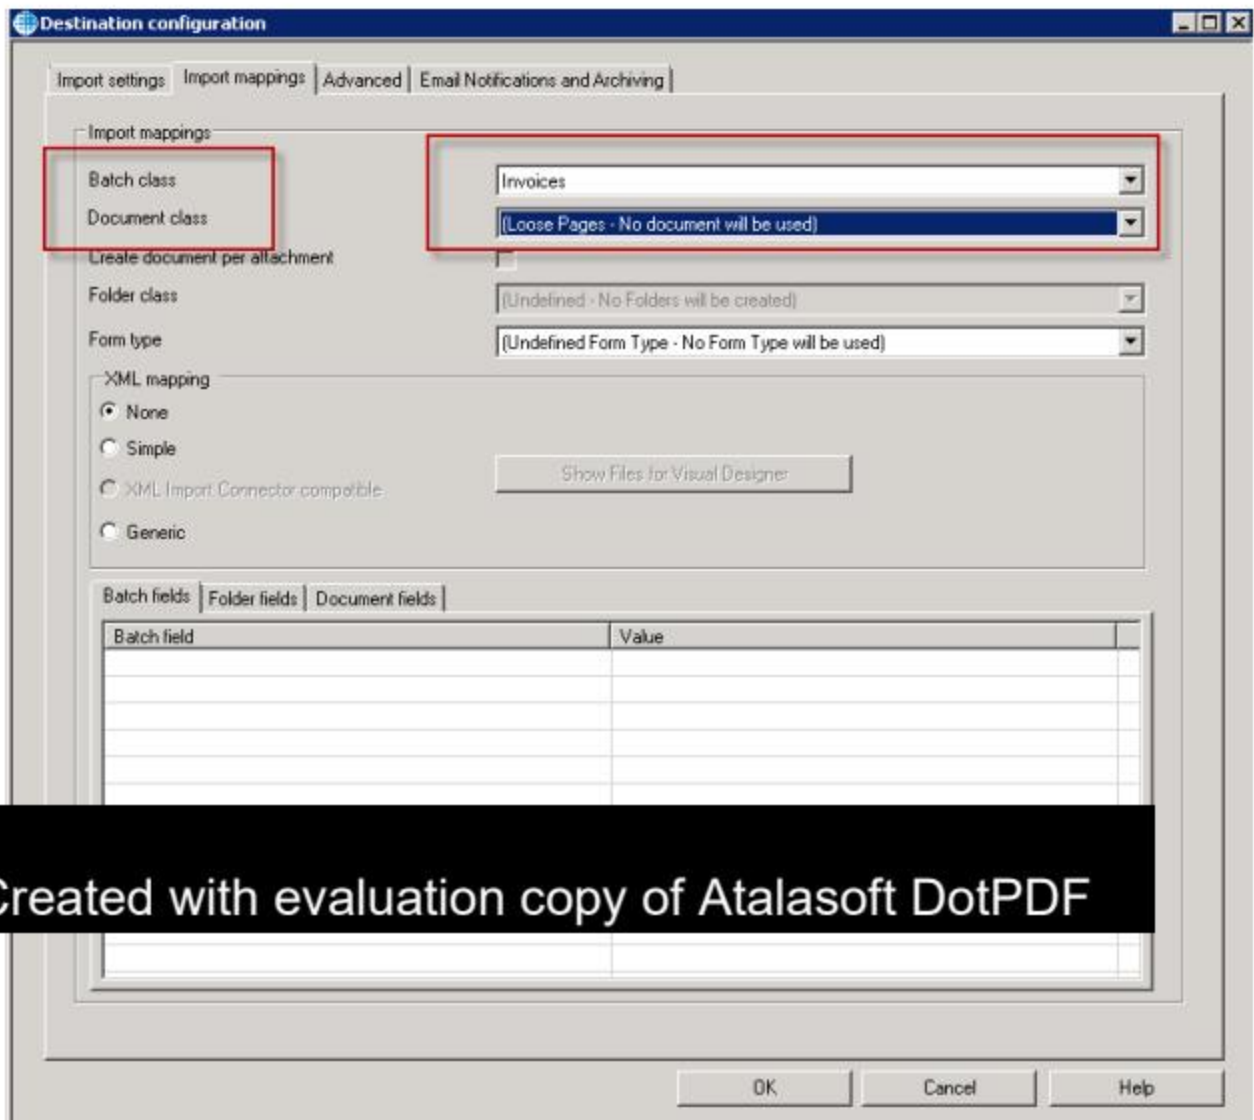 Destination configuration
Import settings Import mappings Advanced Email Notifications and Archiving
Import mappings
Batch class Invoices
Document class (Loose Pages - No document will be used)
Create document per attachment
Folder class (Undefined - No Folders will be created)
Form type (Undefined Form Type - No Form Type will be used)
XML mapping
None
Simple
Show Files for Visual Designer
XML Import Connector compatible
Generic
Batch fields Folder fields Document fields
Batch field Value
Created with evaluation copy of Atalasoft DotPDF
OK Cancel Help